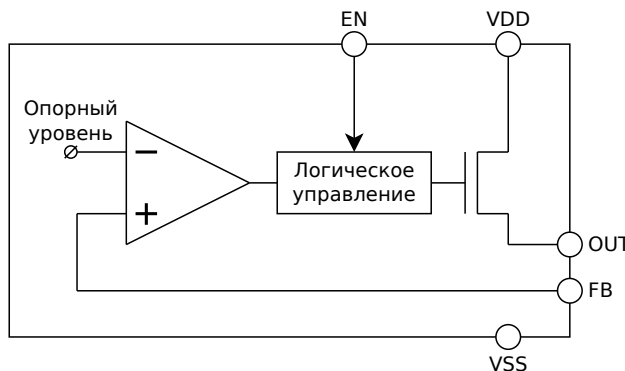 EN
VDD
Опорный
уровень
−
+
Логическое
управление
OUT
FB
VSS